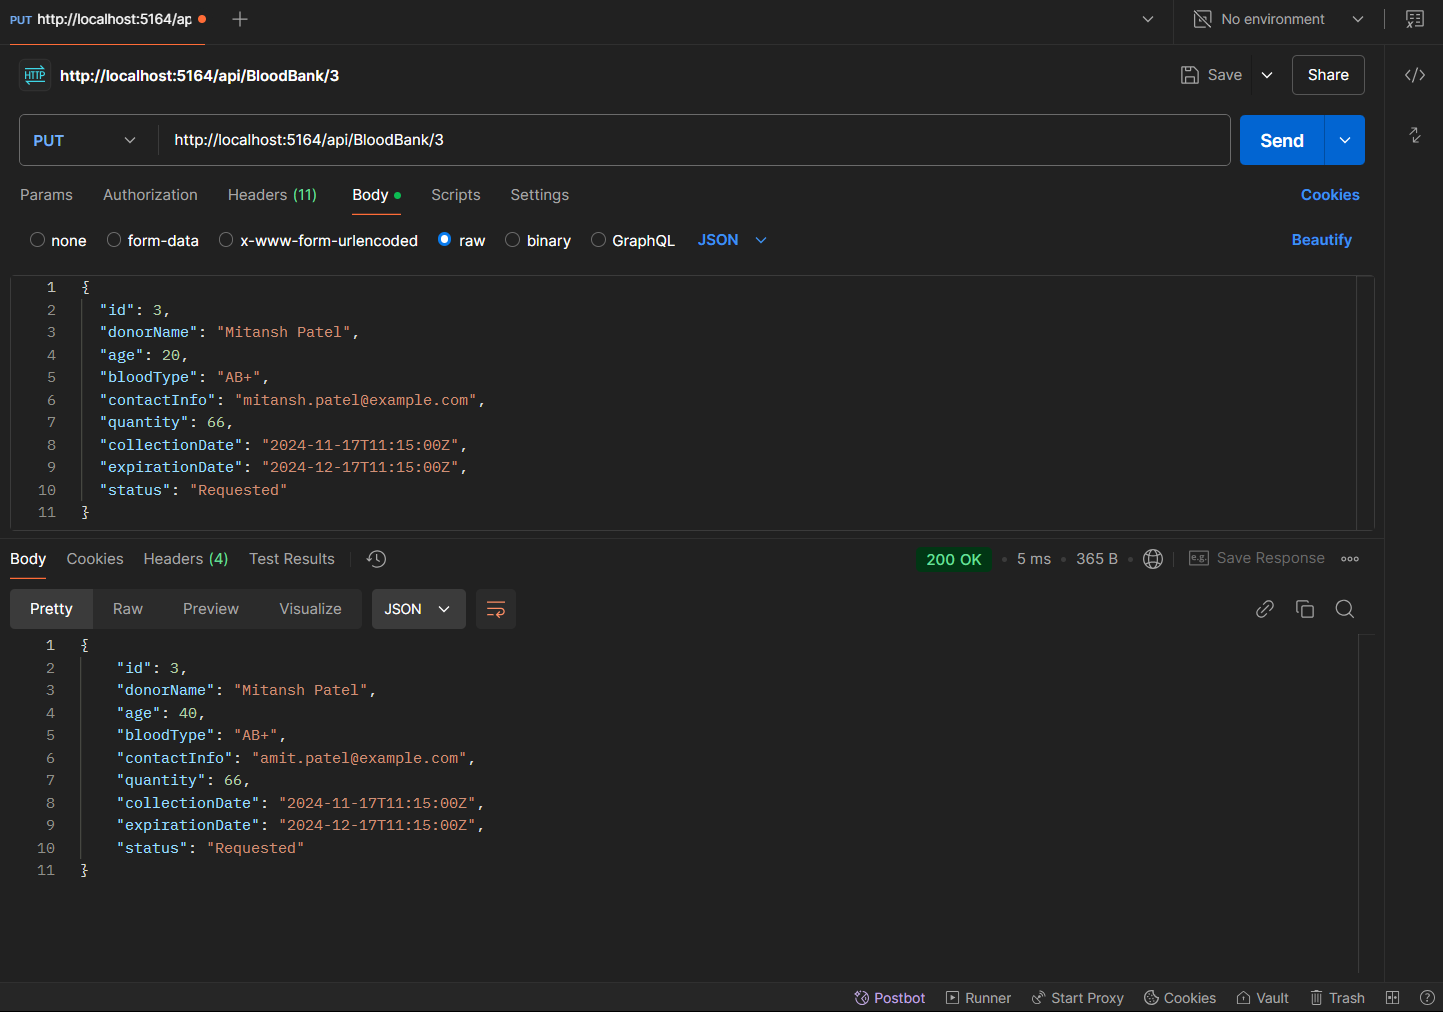 PUT http://localhost:5164/ap
No environment
HTTP http://localhost:5164/api/BloodBank/3
Save
Share
PUT http://localhost:5164/api/BloodBank/3
Send
Params Authorization Headers (11) Body Scripts Settings Cookies
none form-data x-www-form-urlencoded raw binary GraphQL JSON Beautify
1 {
2 "id": 3,
3 "donorName": "Mitansh Patel",
4 "age": 20,
5 "bloodType": "AB+",
6 "contactInfo": "mitansh.patel@example.com",
7 "quantity": 66,
8 "collectionDate": "2024-11-17T11:15:00Z",
9 "expirationDate": "2024-12-17T11:15:00Z",
10 "status": "Requested"
11 }
Body Cookies Headers (4) Test Results 200 OK • 5 ms • 365 B • e.g. Save Response
Pretty Raw Preview Visualize JSON
1 {
2 "id": 3,
3 "donorName": "Mitansh Patel",
4 "age": 40,
5 "bloodType": "AB+",
6 "contactInfo": "amit.patel@example.com",
7 "quantity": 66,
8 "collectionDate": "2024-11-17T11:15:00Z",
9 "expirationDate": "2024-12-17T11:15:00Z",
10 "status": "Requested"
11 }
Postbot Runner Start Proxy Cookies Vault Trash